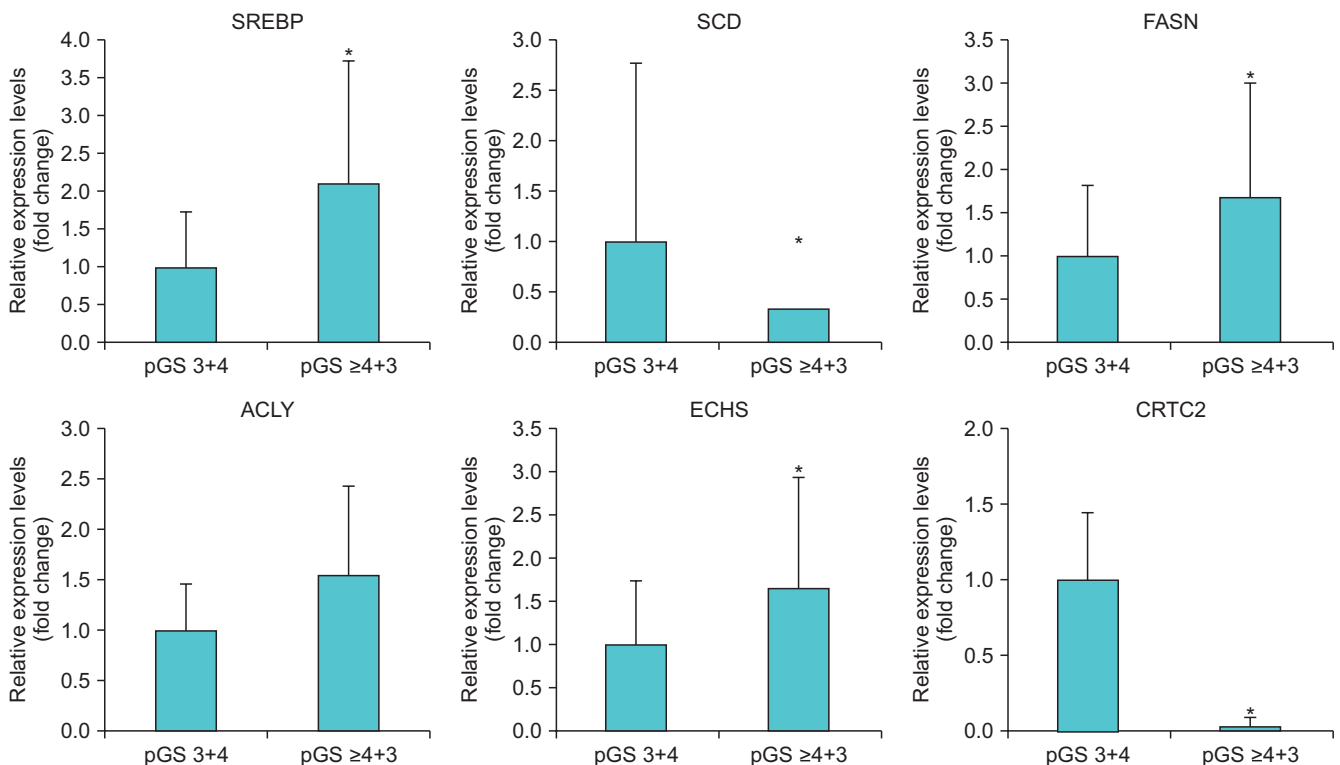 SREBP
Relative expression levels
(fold change)
4.0
3.5
3.0
2.5
2.0
1.5
1.0
0.5
0.0
*
pGS 3+4
pGS ≥4+3
SCD
Relative expression levels
(fold change)
3.0
2.5
2.0
1.5
1.0
0.5
0.0
*
pGS 3+4
pGS ≥4+3
FASN
Relative expression levels
(fold change)
3.5
3.0
2.5
2.0
1.5
1.0
0.5
0.0
*
pGS 3+4
pGS ≥4+3
ACLY
Relative expression levels
(fold change)
3.0
2.5
2.0
1.5
1.0
0.5
0.0
pGS 3+4
pGS ≥4+3
ECHS
Relative expression levels
(fold change)
3.5
3.0
2.5
2.0
1.5
1.0
0.5
0.0
*
pGS 3+4
pGS ≥4+3
CRTC2
Relative expression levels
(fold change)
2.0
1.5
1.0
0.5
0.0
*
pGS 3+4
pGS ≥4+3